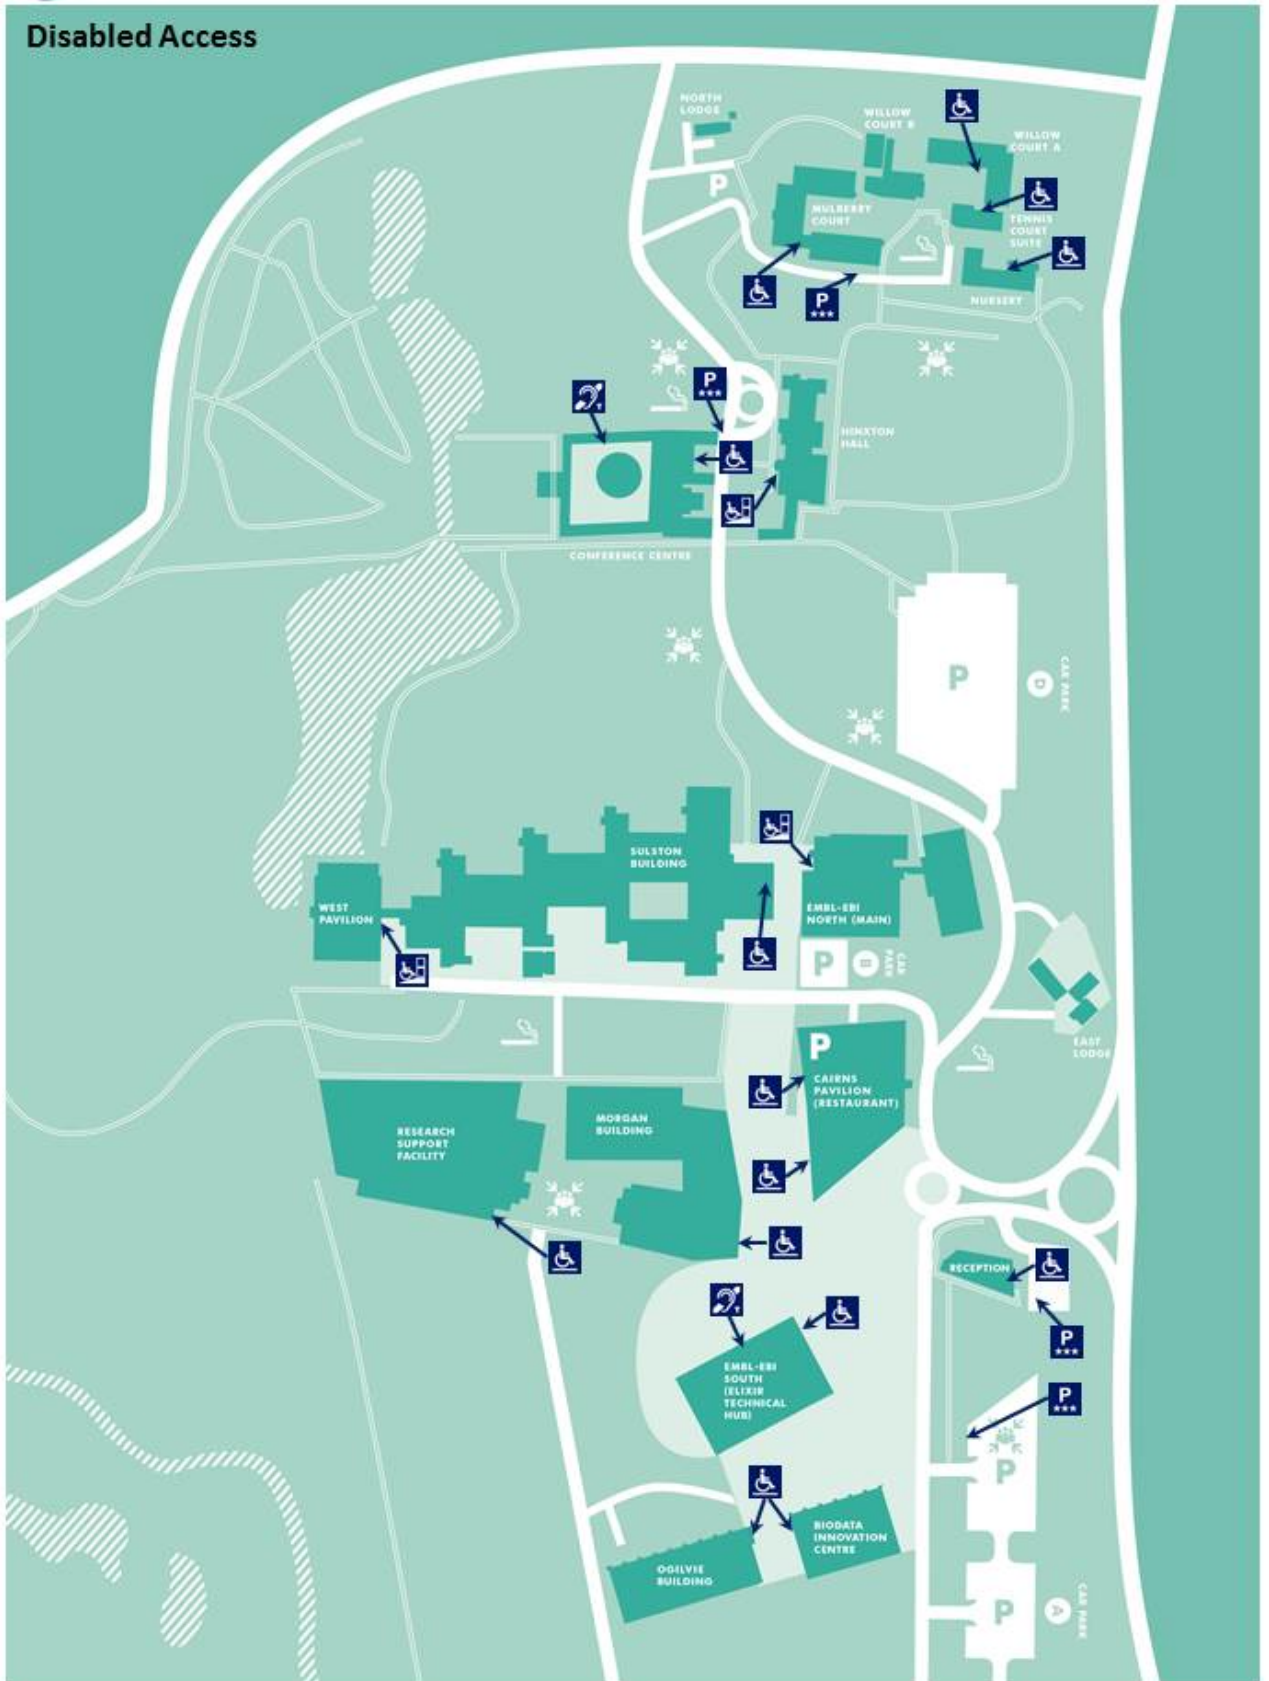 Disabled Access
NORTH
LODGE
WILLOW
COURT B
WILLOW
COURT A
P
MULBERRY
COURT
TENNIS
COURT
SUITE
P
***
NURSERY
P
***
T
HINXTON
HALL
CONFERENCE CENTRE
P
D
CAR PARK
SULSTON
BUILDING
WEST
PAVILION
EMBL-EBI
NORTH (MAIN)
P
B
CAR
PARK
P
CAIRNS
PAVILION
(RESTAURANT)
EAST
LODGE
RESEARCH
SUPPORT
FACILITY
MORGAN
BUILDING
RECEPTION
T
P
***
EMBL-EBI
SOUTH
(ELIXIR
TECHNICAL
HUB)
P
***
P
BIODATA
INNOVATION
CENTRE
OGILVIE
BUILDING
P
A
CAR PARK